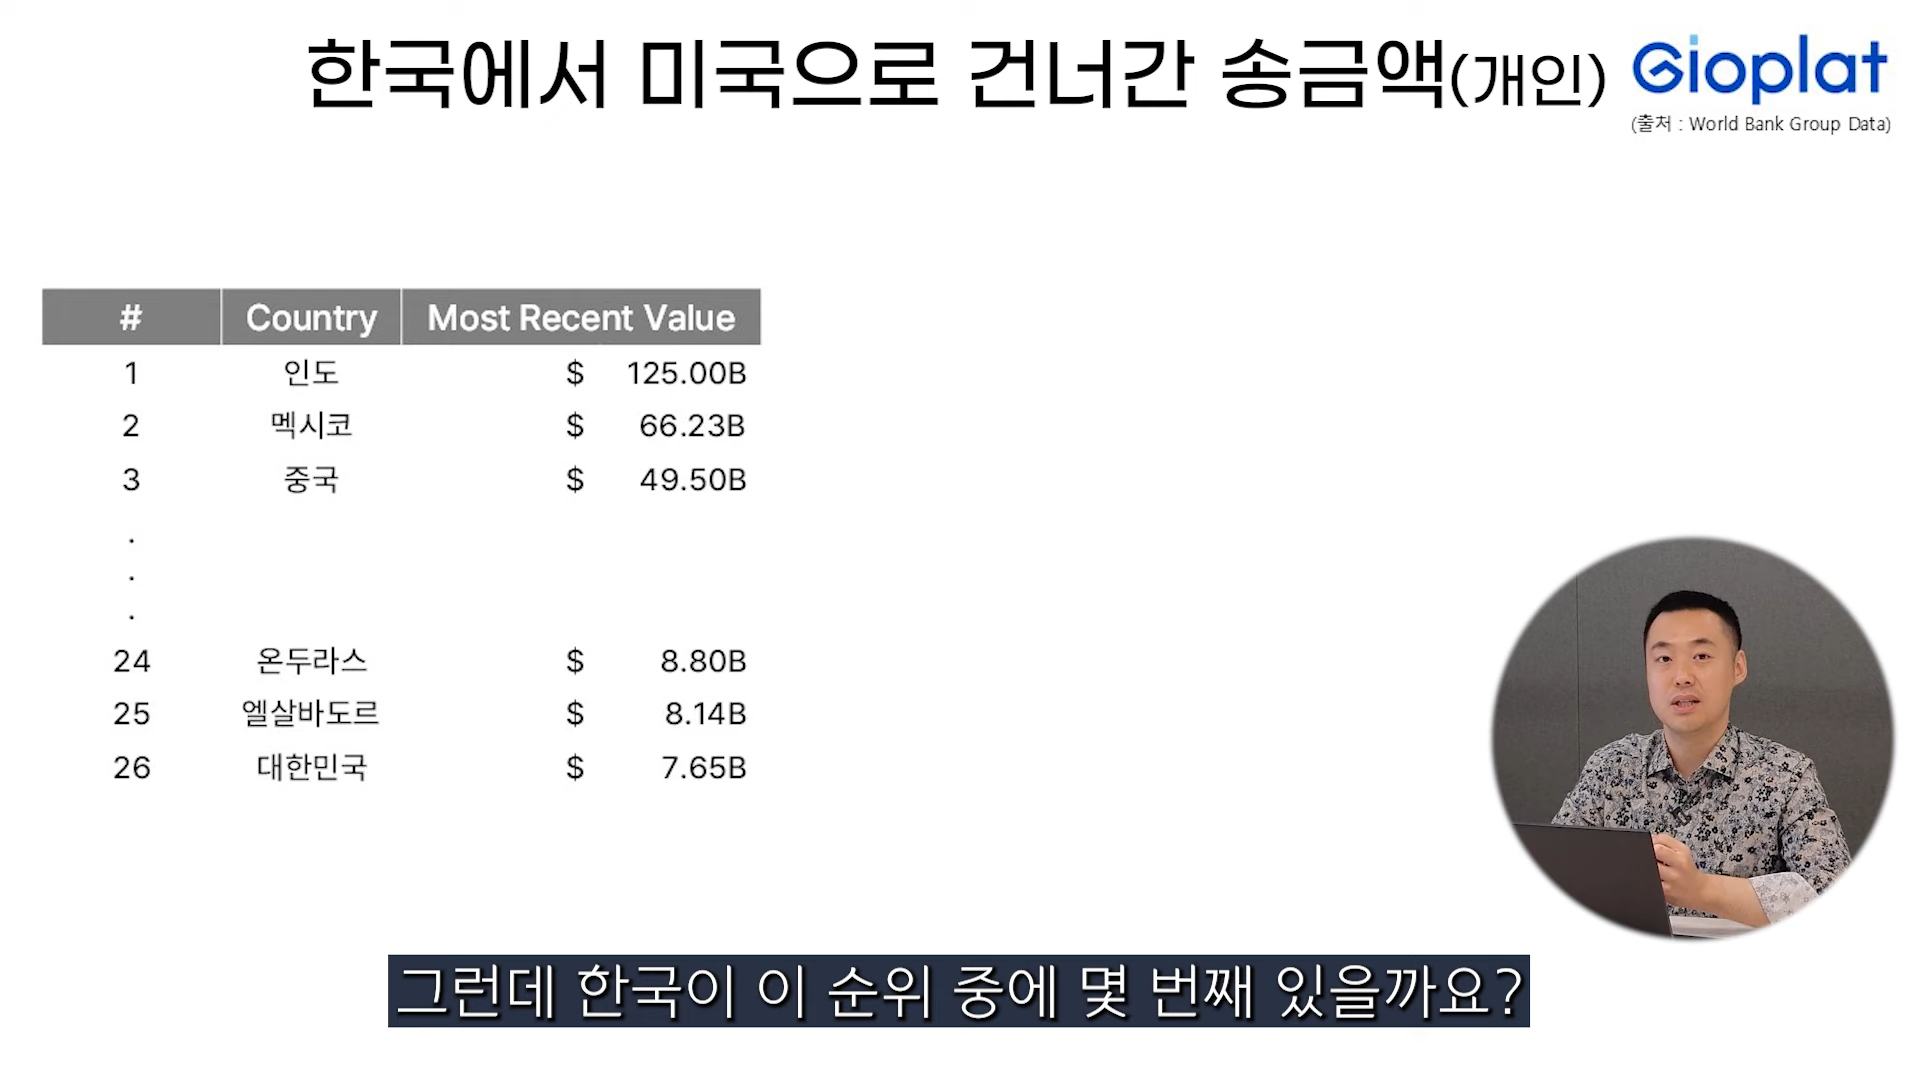 한국에서 미국으로 건너간 송금액(개인)
Gioplat
(출처 : World Bank Group Data)
# Country Most Recent Value
1 인도 $ 125.00B
2 멕시코 $ 66.23B
3 중국 $ 49.50B
.
.
.
24 온두라스 $ 8.80B
25 엘살바도르 $ 8.14B
26 대한민국 $ 7.65B
그런데 한국이 이 순위 중에 몇 번째 있을까요?